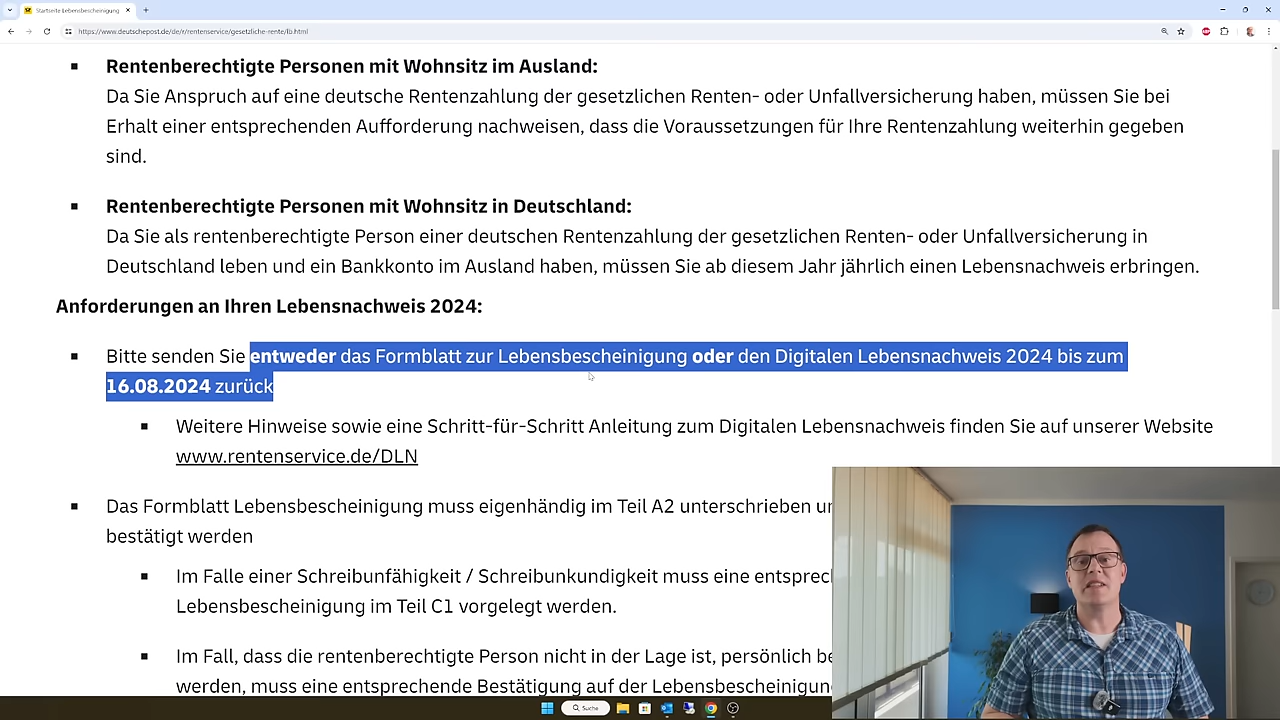 Startseite Lebensbescheinigung
https://www.deutschepost.de/de/r/rentenservice/gesetzliche-rente/lb.html
Rentenberechtigte Personen mit Wohnsitz im Ausland:
Da Sie Anspruch auf eine deutsche Rentenzahlung der gesetzlichen Renten- oder Unfallversicherung haben, müssen Sie bei
Erhalt einer entsprechenden Aufforderung nachweisen, dass die Voraussetzungen für Ihre Rentenzahlung weiterhin gegeben
sind.
Rentenberechtigte Personen mit Wohnsitz in Deutschland:
Da Sie als rentenberechtigte Person einer deutschen Rentenzahlung der gesetzlichen Renten- oder Unfallversicherung in
Deutschland leben und ein Bankkonto im Ausland haben, müssen Sie ab diesem Jahr jährlich einen Lebensnachweis erbringen.
Anforderungen an Ihren Lebensnachweis 2024:
Bitte senden Sie entweder das Formblatt zur Lebensbescheinigung oder den Digitalen Lebensnachweis 2024 bis zum
16.08.2024 zurück
Weitere Hinweise sowie eine Schritt-für-Schritt Anleitung zum Digitalen Lebensnachweis finden Sie auf unserer Website
www.rentenservice.de/DLN
Das Formblatt Lebensbescheinigung muss eigenhändig im Teil A2 unterschrieben
bestätigt werden
Im Falle einer Schreibunfähigkeit / Schreibunkundigkeit muss eine
Lebensbescheinigung im Teil C1 vorgelegt werden.
Im Fall, dass die rentenberechtigte Person nicht in der Lage ist, persönlich
werden, muss eine entsprechende Bestätigung auf der
Suche